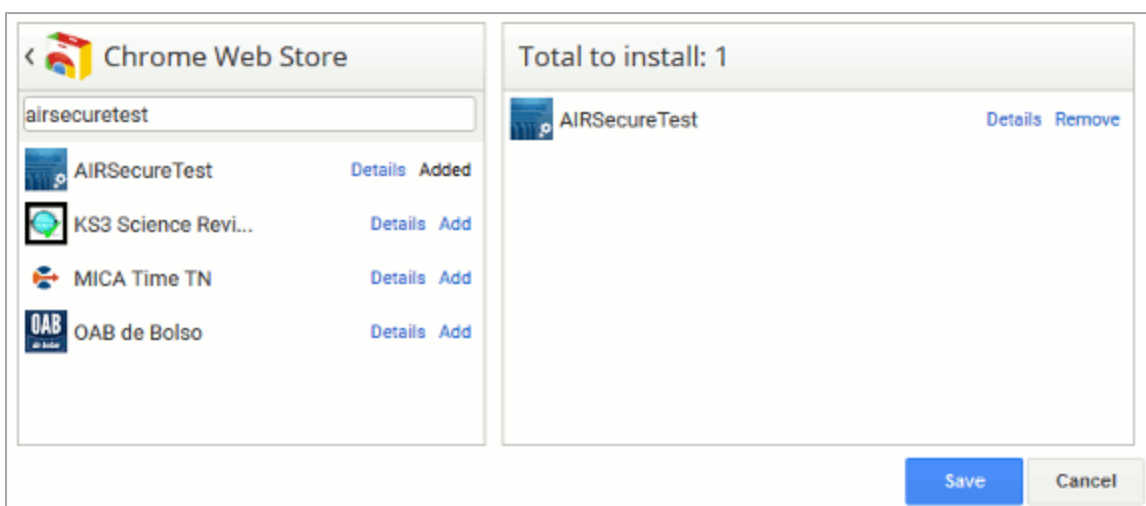 ‹ Chrome Web Store
airsecuretest
AIRSecureTest Details Added
KS3 Science Revi... Details Add
MICA Time TN Details Add
OAB OAB de Bolso Details Add
Total to install: 1
AIRSecureTest Details Remove
Save Cancel